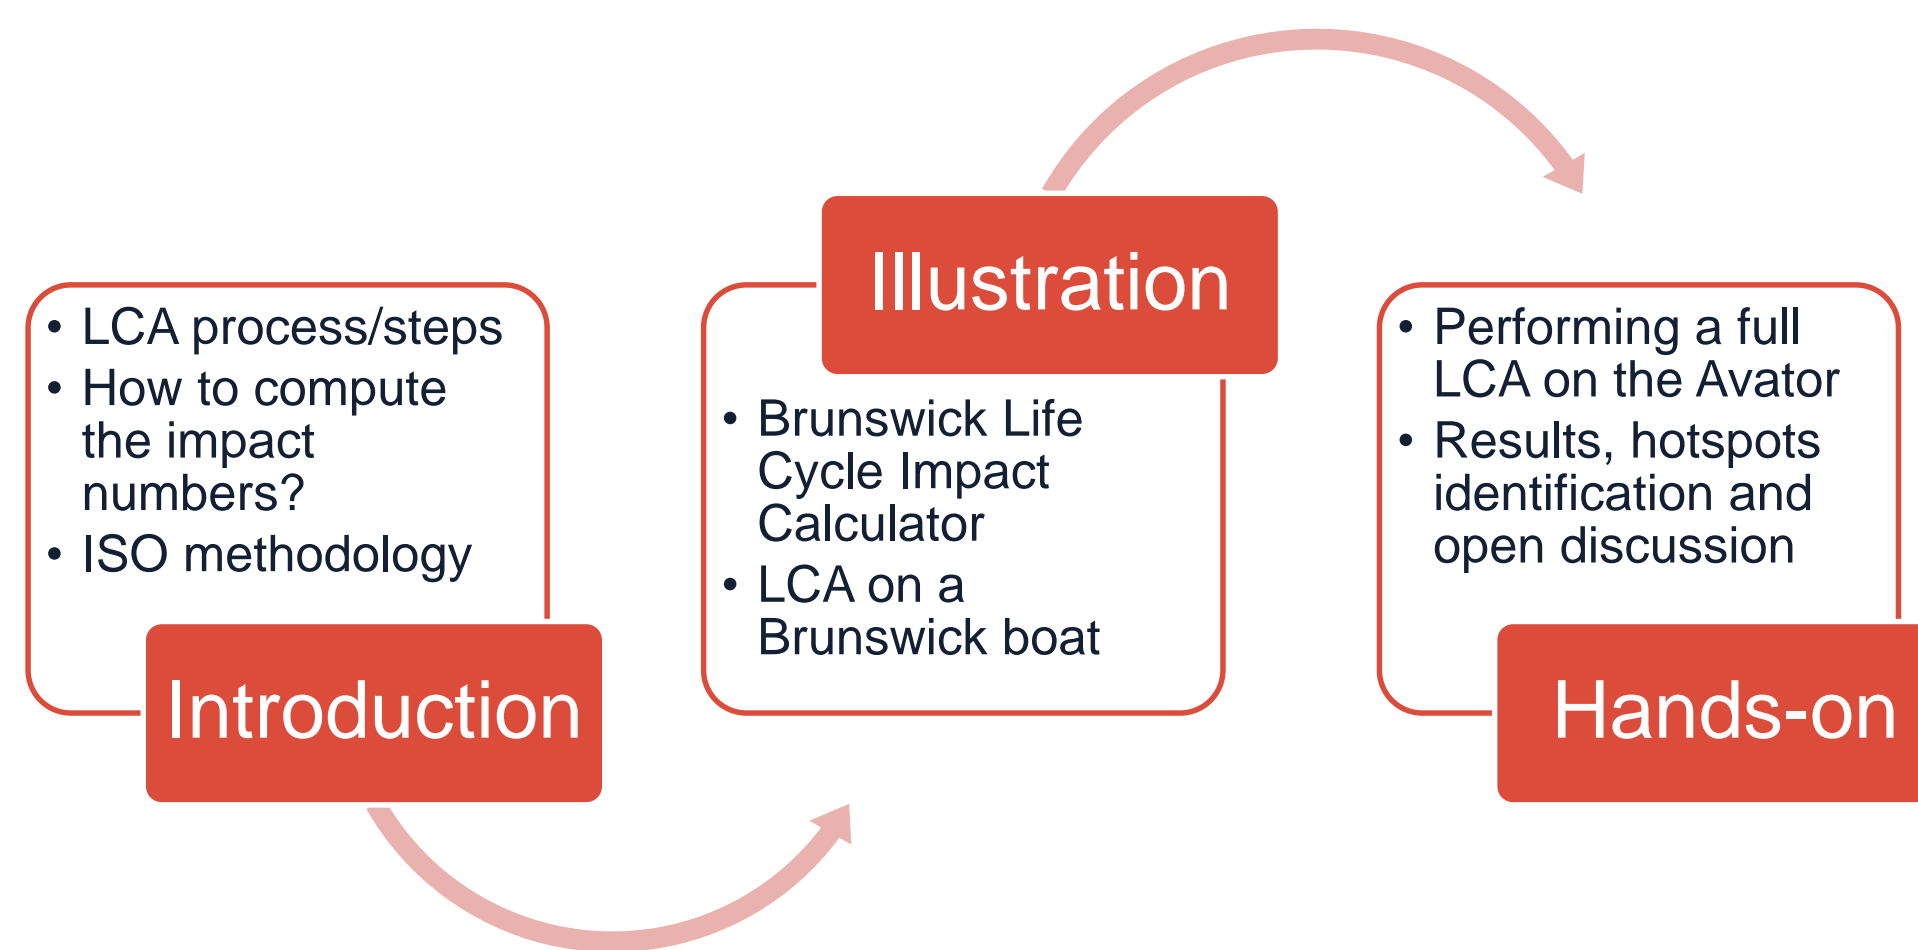 • LCA process/steps
• How to compute
the impact
numbers?
• ISO methodology
Introduction
Illustration
• Brunswick Life
Cycle Impact
Calculator
• LCA on a
Brunswick boat
• Performing a full
LCA on the Avator
• Results, hotspots
identification and
open discussion
Hands-on